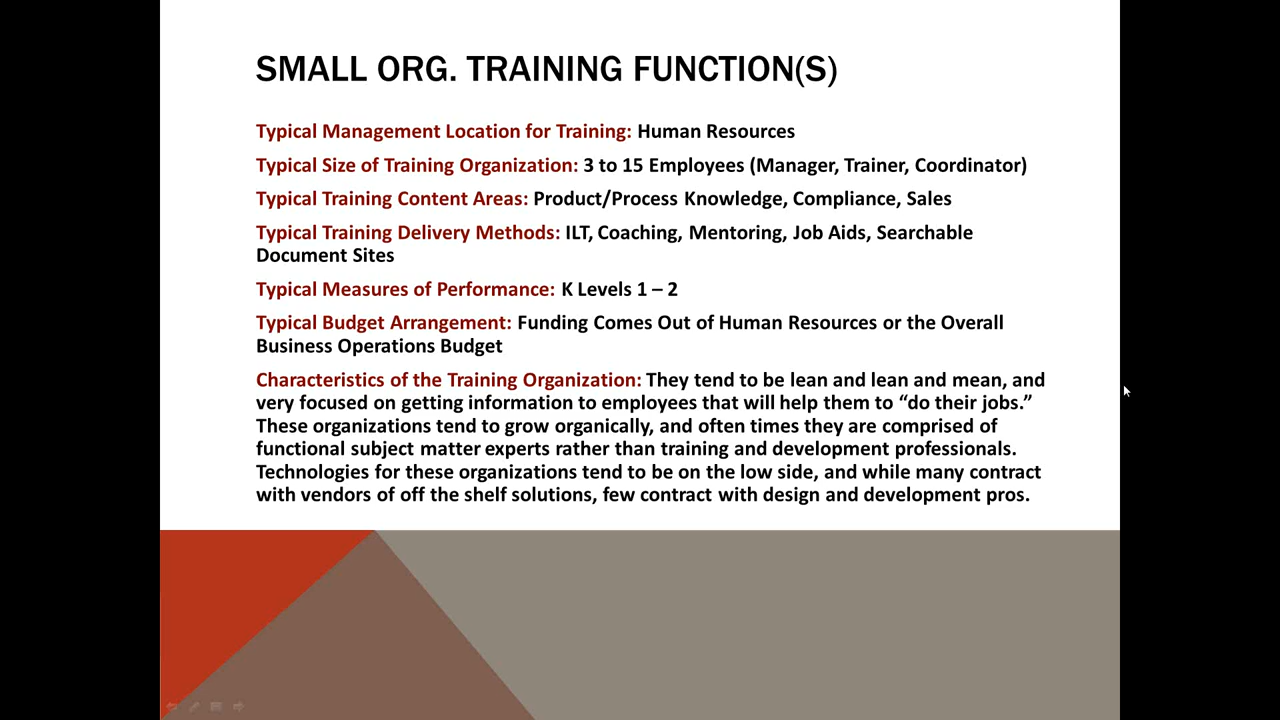 SMALL ORG. TRAINING FUNCTION(S)
Typical Management Location for Training: Human Resources
Typical Size of Training Organization: 3 to 15 Employees (Manager, Trainer, Coordinator)
Typical Training Content Areas: Product/Process Knowledge, Compliance, Sales
Typical Training Delivery Methods: ILT, Coaching, Mentoring, Job Aids, Searchable
Document Sites
Typical Measures of Performance: K Levels 1 – 2
Typical Budget Arrangement: Funding Comes Out of Human Resources or the Overall
Business Operations Budget
Characteristics of the Training Organization: They tend to be lean and lean and mean, and
very focused on getting information to employees that will help them to “do their jobs.”
These organizations tend to grow organically, and often times they are comprised of
functional subject matter experts rather than training and development professionals.
Technologies for these organizations tend to be on the low side, and while many contract
with vendors of off the shelf solutions, few contract with design and development pros.